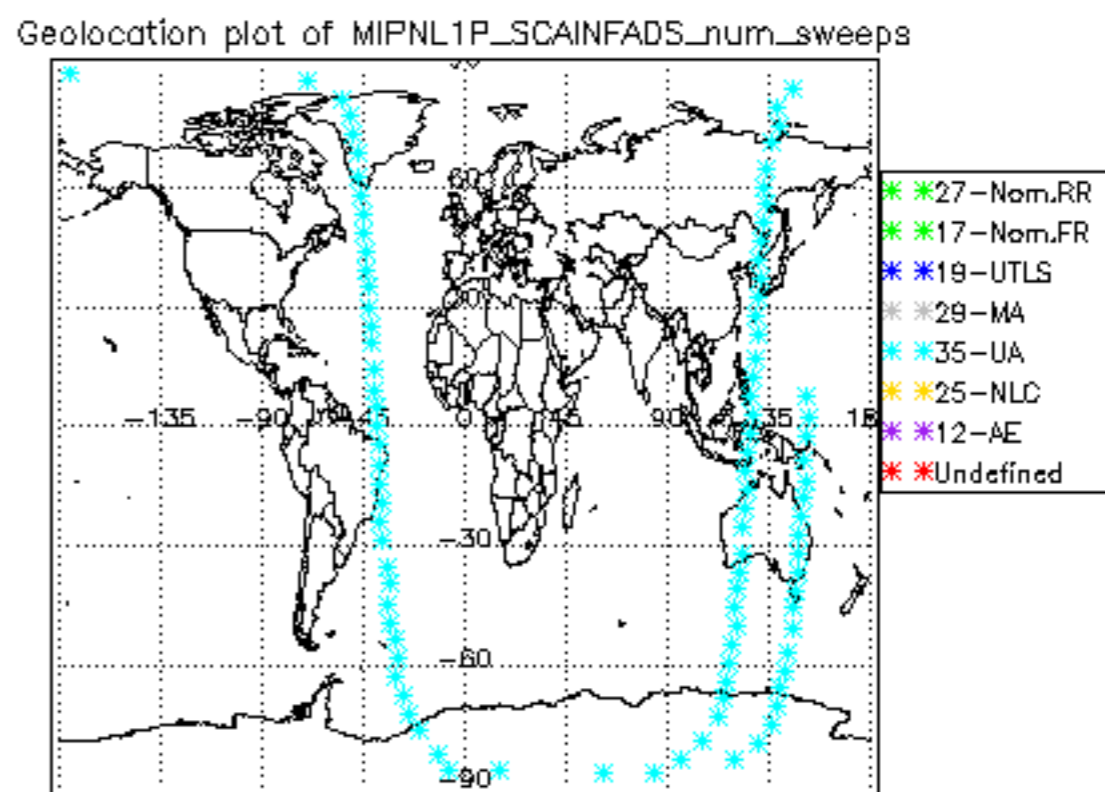 Geolocation plot of MIPNL1P_SCAINFADS_num_sweeps
60
-135
-90
45
0
45
90
-30
-60
-90
27-Nom.RR
17-Nom.FR
19-UTLS
29-MA
35-UA
25-NLC
12-AE
Undefined